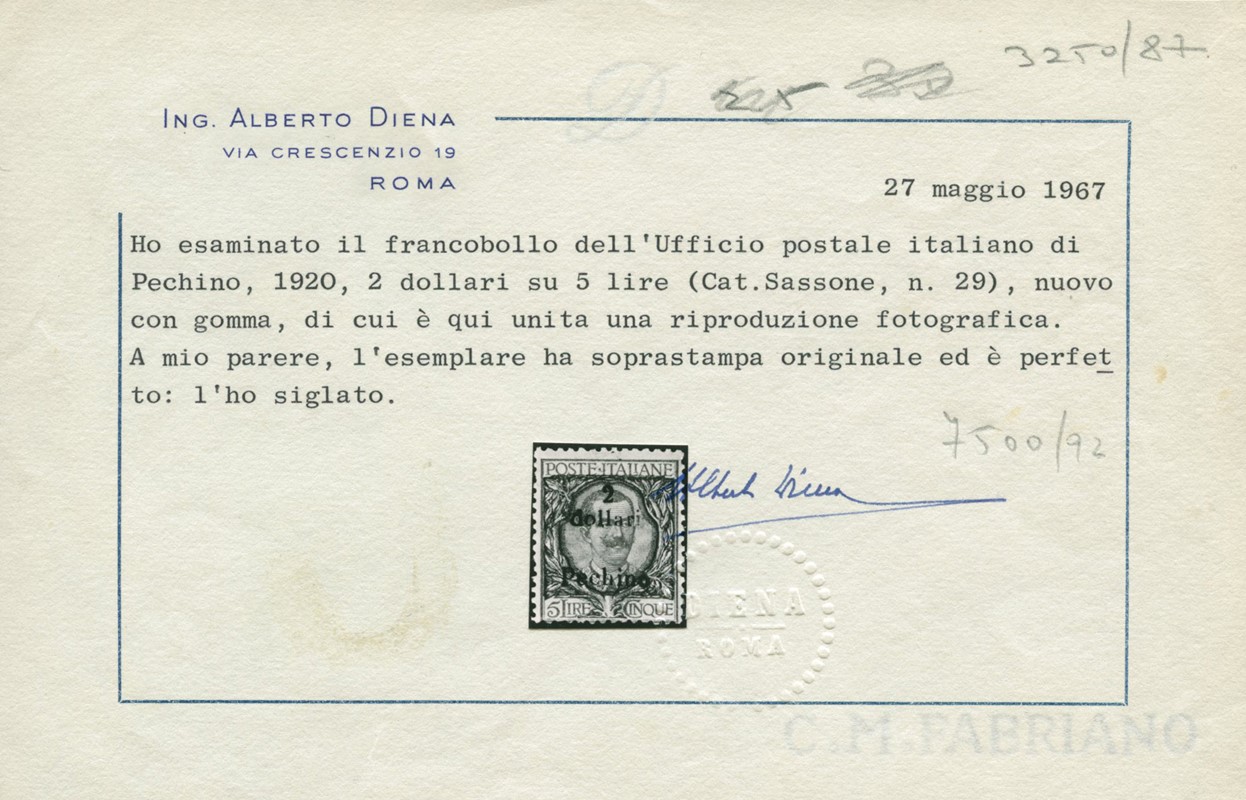 3250/87
ING. ALBERTO DIENA
VIA CRESCENZIO 19
ROMA
27 maggio 1967
Ho esaminato il francobollo dell'Ufficio postale italiano di
Pechino, 1920, 2 dollari su 5 lire (Cat.Sassone, n. 29), nuovo
con gomma, di cui è qui unita una riproduzione fotografica.
A mio parere, l'esemplare ha soprastampa originale ed è perfet
to: l'ho siglato.
7500/92
POSTE·ITALIANE
2
dollari
Pechino
5 LIRE CINQUE
Alberto Diena
DIENA
ROMA
C.M.FABRIANO